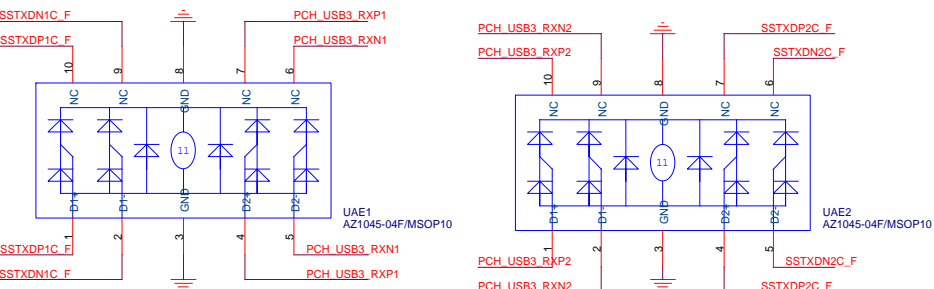 SSTXDN1C_F
PCH_USB3_RXP1
SSTXDP1C_F
PCH_USB3_RXN1
10
9
8
7
6
NC
NC
GND
NC
NC
11
D1+
D1-
GND
D2+
D2-
UAE1
AZ1045-04F/MSOP10
1
2
3
4
5
SSTXDP1C_F
PCH_USB3_RXN1
SSTXDN1C_F
PCH_USB3_RXP1
PCH_USB3_RXN2
SSTXDP2C_F
PCH_USB3_RXP2
SSTXDN2C_F
10
9
8
7
6
NC
NC
GND
NC
NC
11
D1+
D1-
GND
D2+
D2-
UAE2
AZ1045-04F/MSOP10
1
2
3
4
5
PCH_USB3_RXP2
SSTXDN2C_F
PCH_USB3_RXN2
SSTXDP2C_F